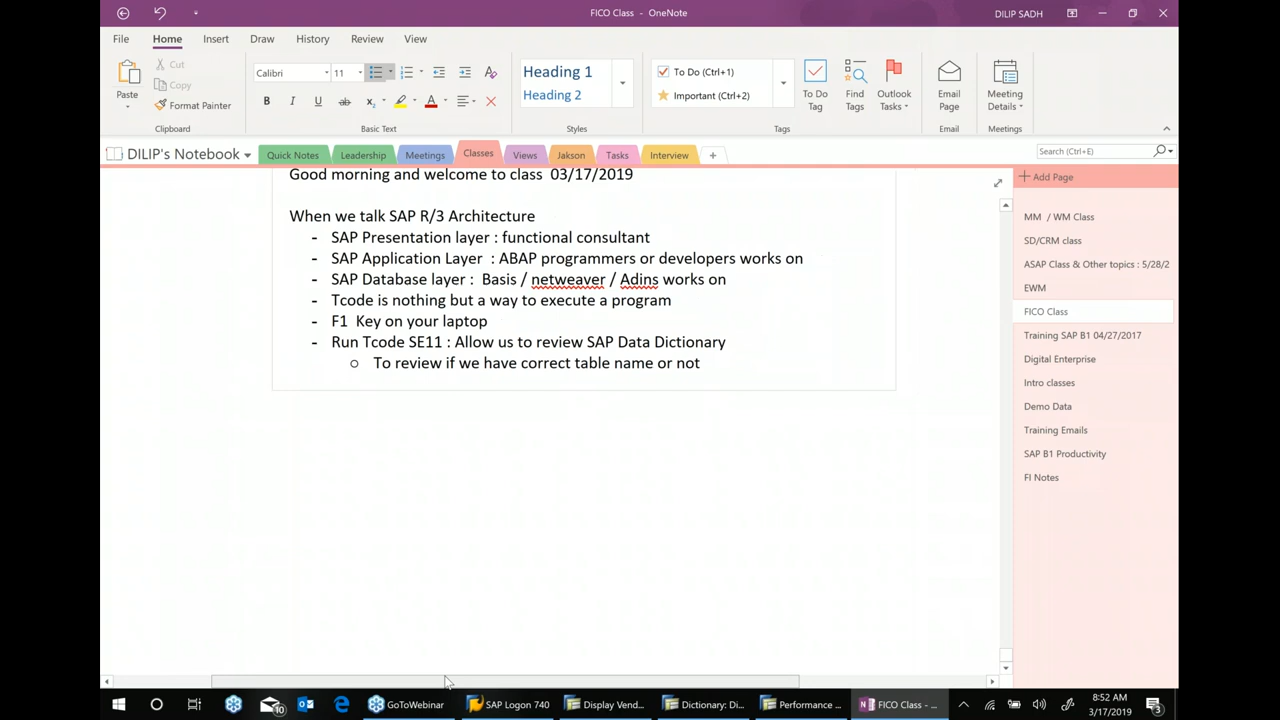 FICO Class - OneNote
DILIP SADH
File Home Insert Draw History Review View
Paste
Cut
Copy
Format Painter
Clipboard
Calibri 11
B I U ab x₂ A
Basic Text
Heading 1
Heading 2
Styles
To Do (Ctrl+1)
Important (Ctrl+2)
To Do Tag
Find Tags
Outlook Tasks
Tags
Email Page
Email
Meeting Details
Meetings
DILIP's Notebook
Quick Notes Leadership Meetings Classes Views Jakson Tasks Interview
Search (Ctrl+E)
Good morning and welcome to class 03/17/2019
When we talk SAP R/3 Architecture
- SAP Presentation layer : functional consultant
- SAP Application Layer : ABAP programmers or developers works on
- SAP Database layer : Basis / netweaver / Adins works on
- Tcode is nothing but a way to execute a program
- F1 Key on your laptop
- Run Tcode SE11 : Allow us to review SAP Data Dictionary
o To review if we have correct table name or not
Add Page
MM / WM Class
SD/CRM class
ASAP Class & Other topics : 5/28/2
EWM
FICO Class
Training SAP B1 04/27/2017
Digital Enterprise
Intro classes
Demo Data
Training Emails
SAP B1 Productivity
FI Notes
10
GoToWebinar
SAP Logon 740
Display Vend...
Dictionary: Di...
Performance ...
FICO Class - ...
8:52 AM
3/17/2019
3